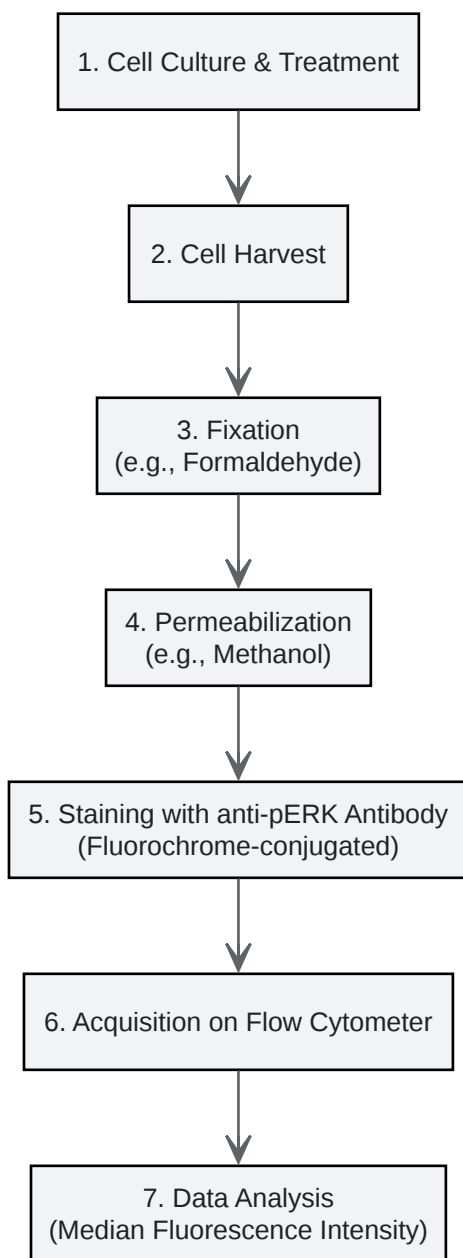 1. Cell Culture & Treatment
2. Cell Harvest
3. Fixation
(e.g., Formaldehyde)
4. Permeabilization
(e.g., Methanol)
5. Staining with anti-pERK Antibody
(Fluorochrome-conjugated)
6. Acquisition on Flow Cytometer
7. Data Analysis
(Median Fluorescence Intensity)